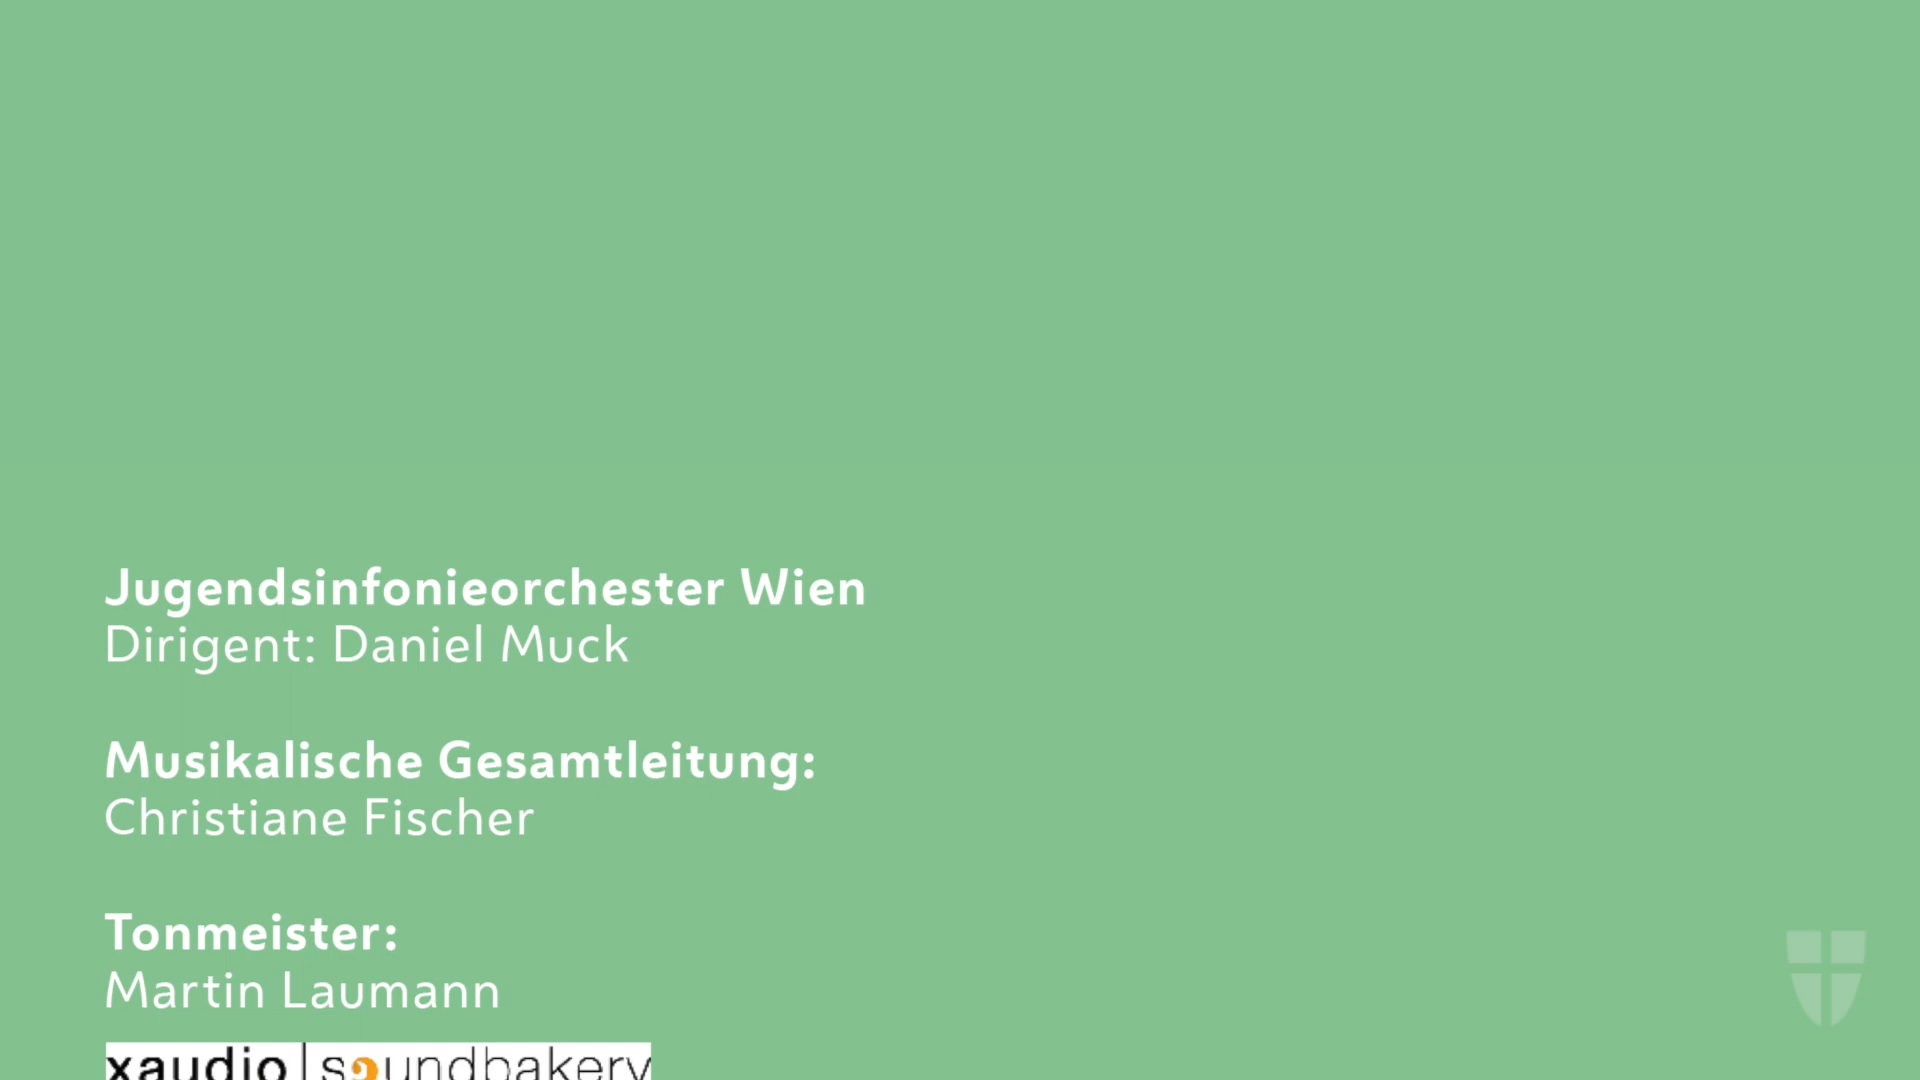 Jugendsinfonieorchester Wien
Dirigent: Daniel Muck
Musikalische Gesamtleitung:
Christiane Fischer
Tonmeister:
Martin Laumann
xaudio | soundbakery